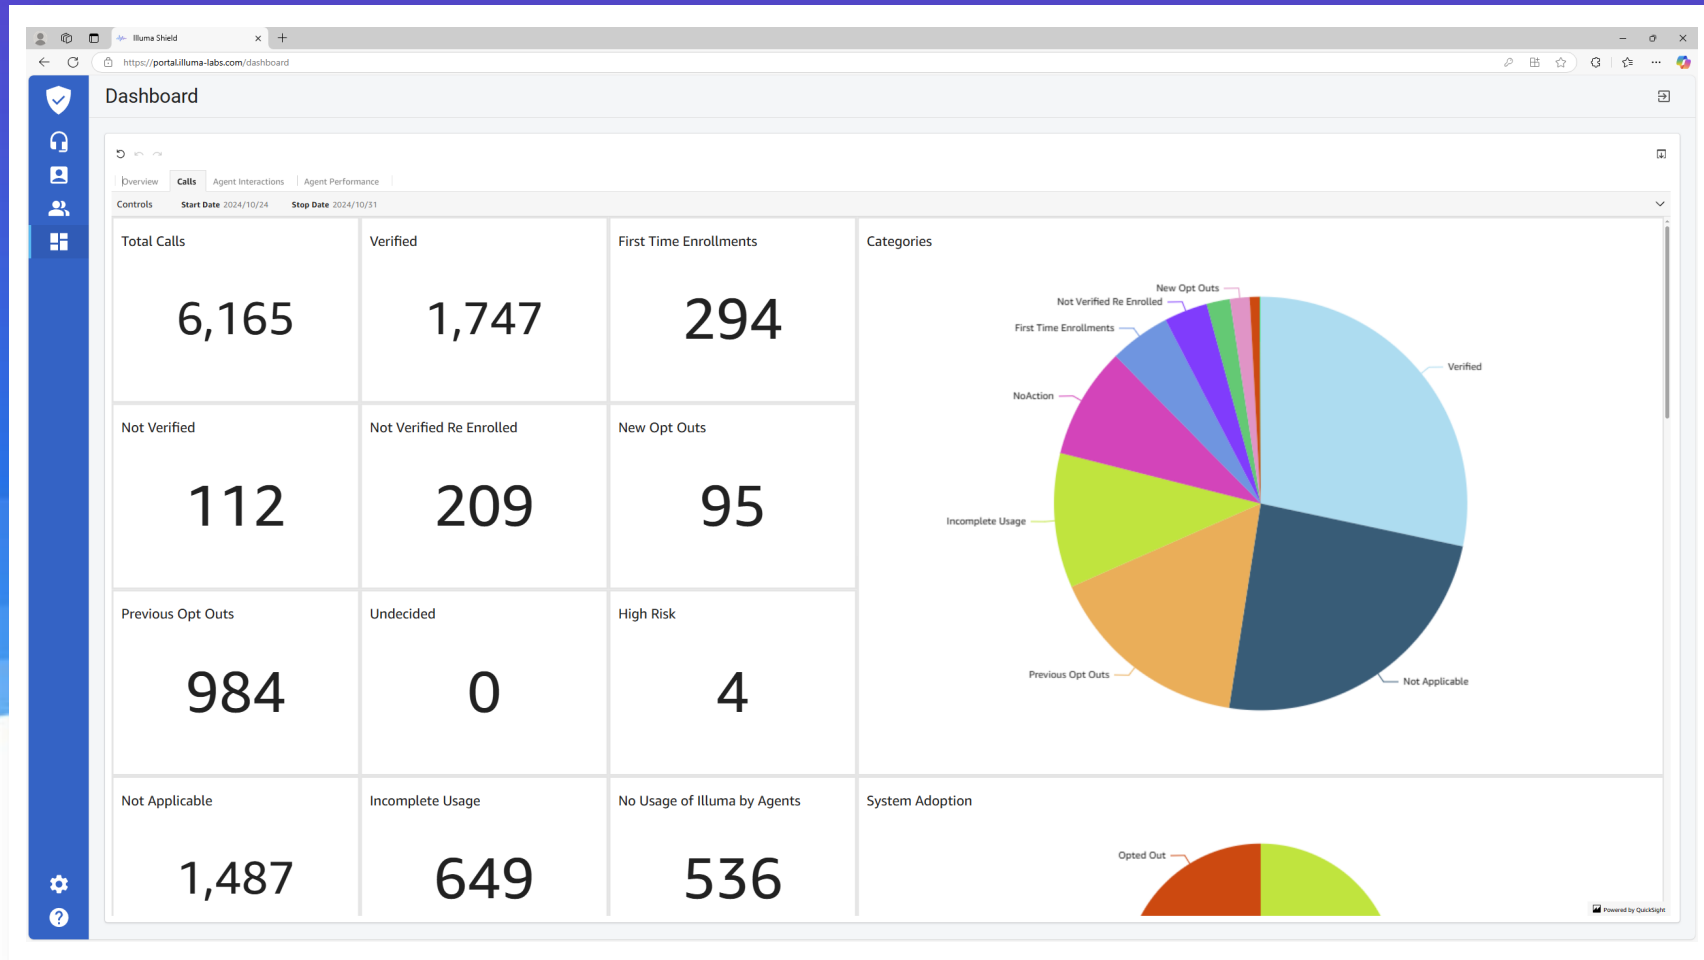 Illuma Shield
https://portal.illuma-labs.com/dashboard
Dashboard
Overview Calls Agent Interactions Agent Performance
Controls Start Date 2024/10/24 Stop Date 2024/10/31
Total Calls
6,165
Verified
1,747
First Time Enrollments
294
Not Verified
112
Not Verified Re Enrolled
209
New Opt Outs
95
Previous Opt Outs
984
Undecided
0
High Risk
4
Not Applicable
1,487
Incomplete Usage
649
No Usage of Illuma by Agents
536
Categories
New Opt Outs
Not Verified Re Enrolled
First Time Enrollments
NoAction
Incomplete Usage
Previous Opt Outs
Verified
Not Applicable
System Adoption
Opted Out
Powered by QuickSight